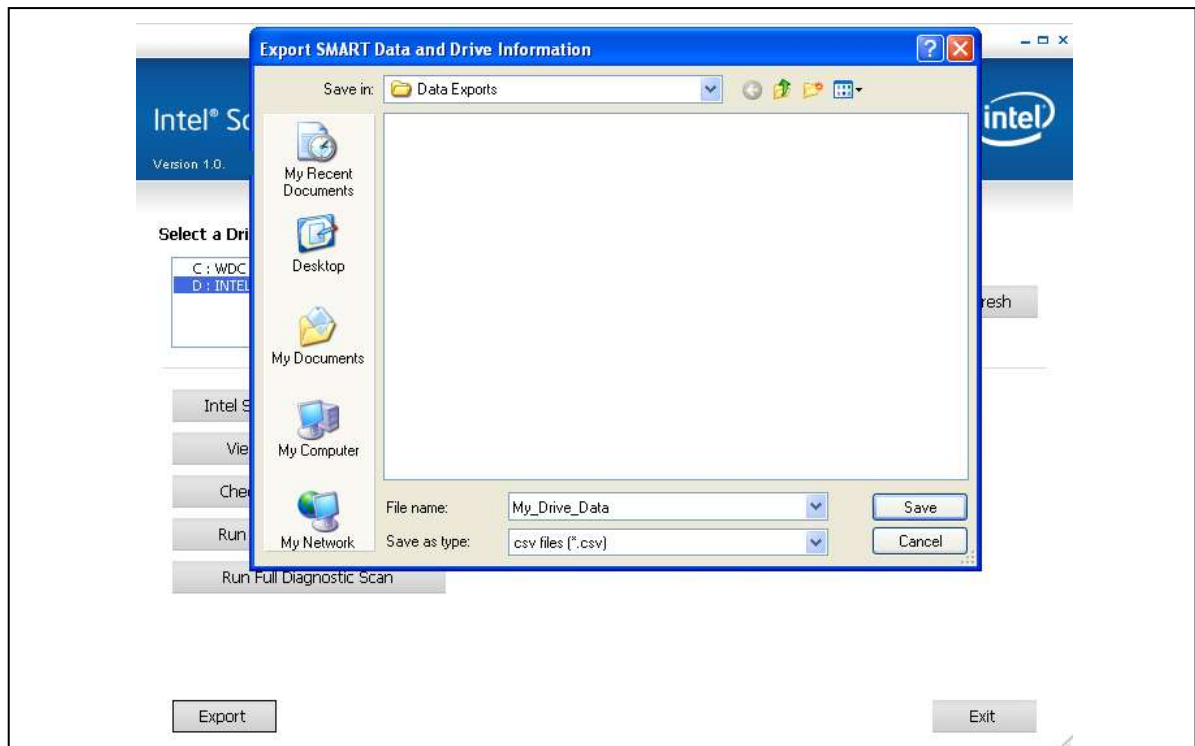 Export SMART Data and Drive Information
Save in:
Data Exports
Intel® So
intel
Version 1.0.
My Recent
Documents
Select a Dri
C : WDC
D : INTEL
Desktop
resh
My Documents
Intel S
Vie
My Computer
Chec
File name:
My_Drive_Data
Save
Run
My Network
Save as type:
csv files (*.csv)
Cancel
Run Full Diagnostic Scan
Export
Exit